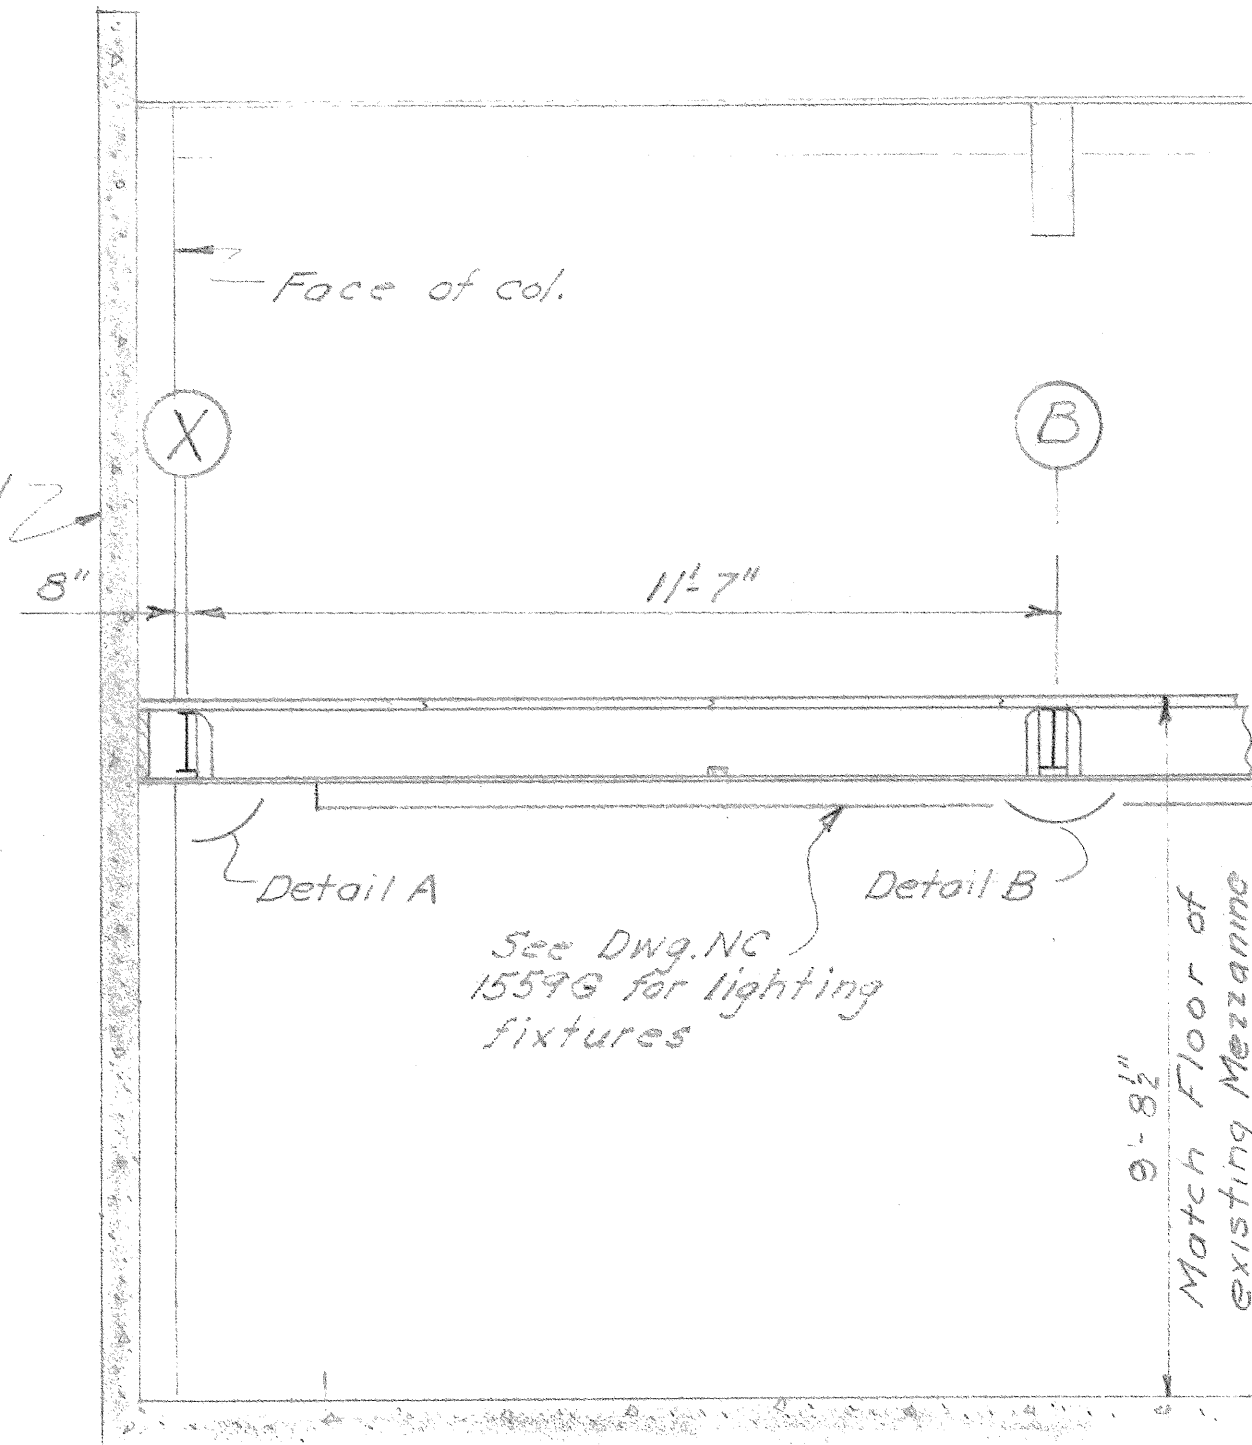 Face of col.
X
B
8"
11'-7"
Detail A
Detail B
See Dwg. NC
1559G for lighting
fixtures
9'-8½"
Match Floor of
existing Mezzanine